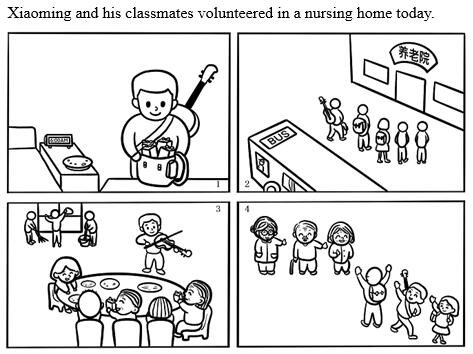 Xiaoming and his classmates volunteered in a nursing home today.
1
养老院
BUS
2
3
4